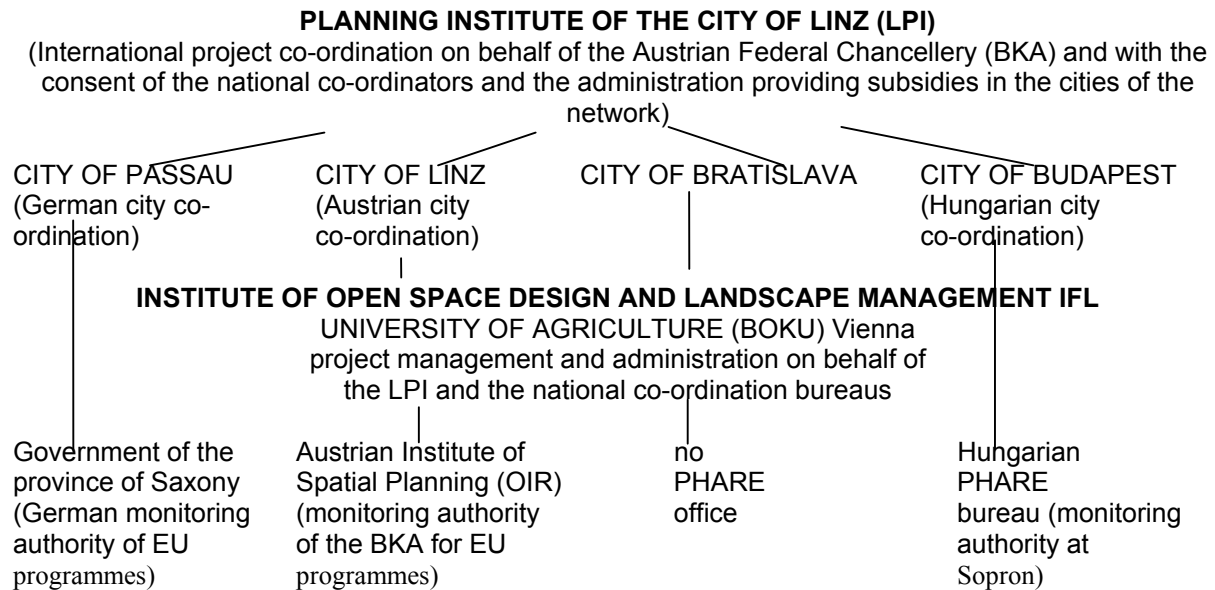 PLANNING INSTITUTE OF THE CITY OF LINZ (LPI)
(International project co-ordination on behalf of the Austrian Federal Chancellery (BKA) and with the
consent of the national co-ordinators and the administration providing subsidies in the cities of the
network)
CITY OF PASSAU
(German city co-
ordination)
CITY OF LINZ
(Austrian city
co-ordination)
CITY OF BRATISLAVA
CITY OF BUDAPEST
(Hungarian city
co-ordination)
INSTITUTE OF OPEN SPACE DESIGN AND LANDSCAPE MANAGEMENT IFL
UNIVERSITY OF AGRICULTURE (BOKU) Vienna
project management and administration on behalf of
the LPI and the national co-ordination bureaus
Government of the
province of Saxony
(German monitoring
authority of EU
programmes)
Austrian Institute of
Spatial Planning (OIR)
(monitoring authority
of the BKA for EU
programmes)
no
PHARE
office
Hungarian
PHARE
bureau (monitoring
authority at
Sopron)